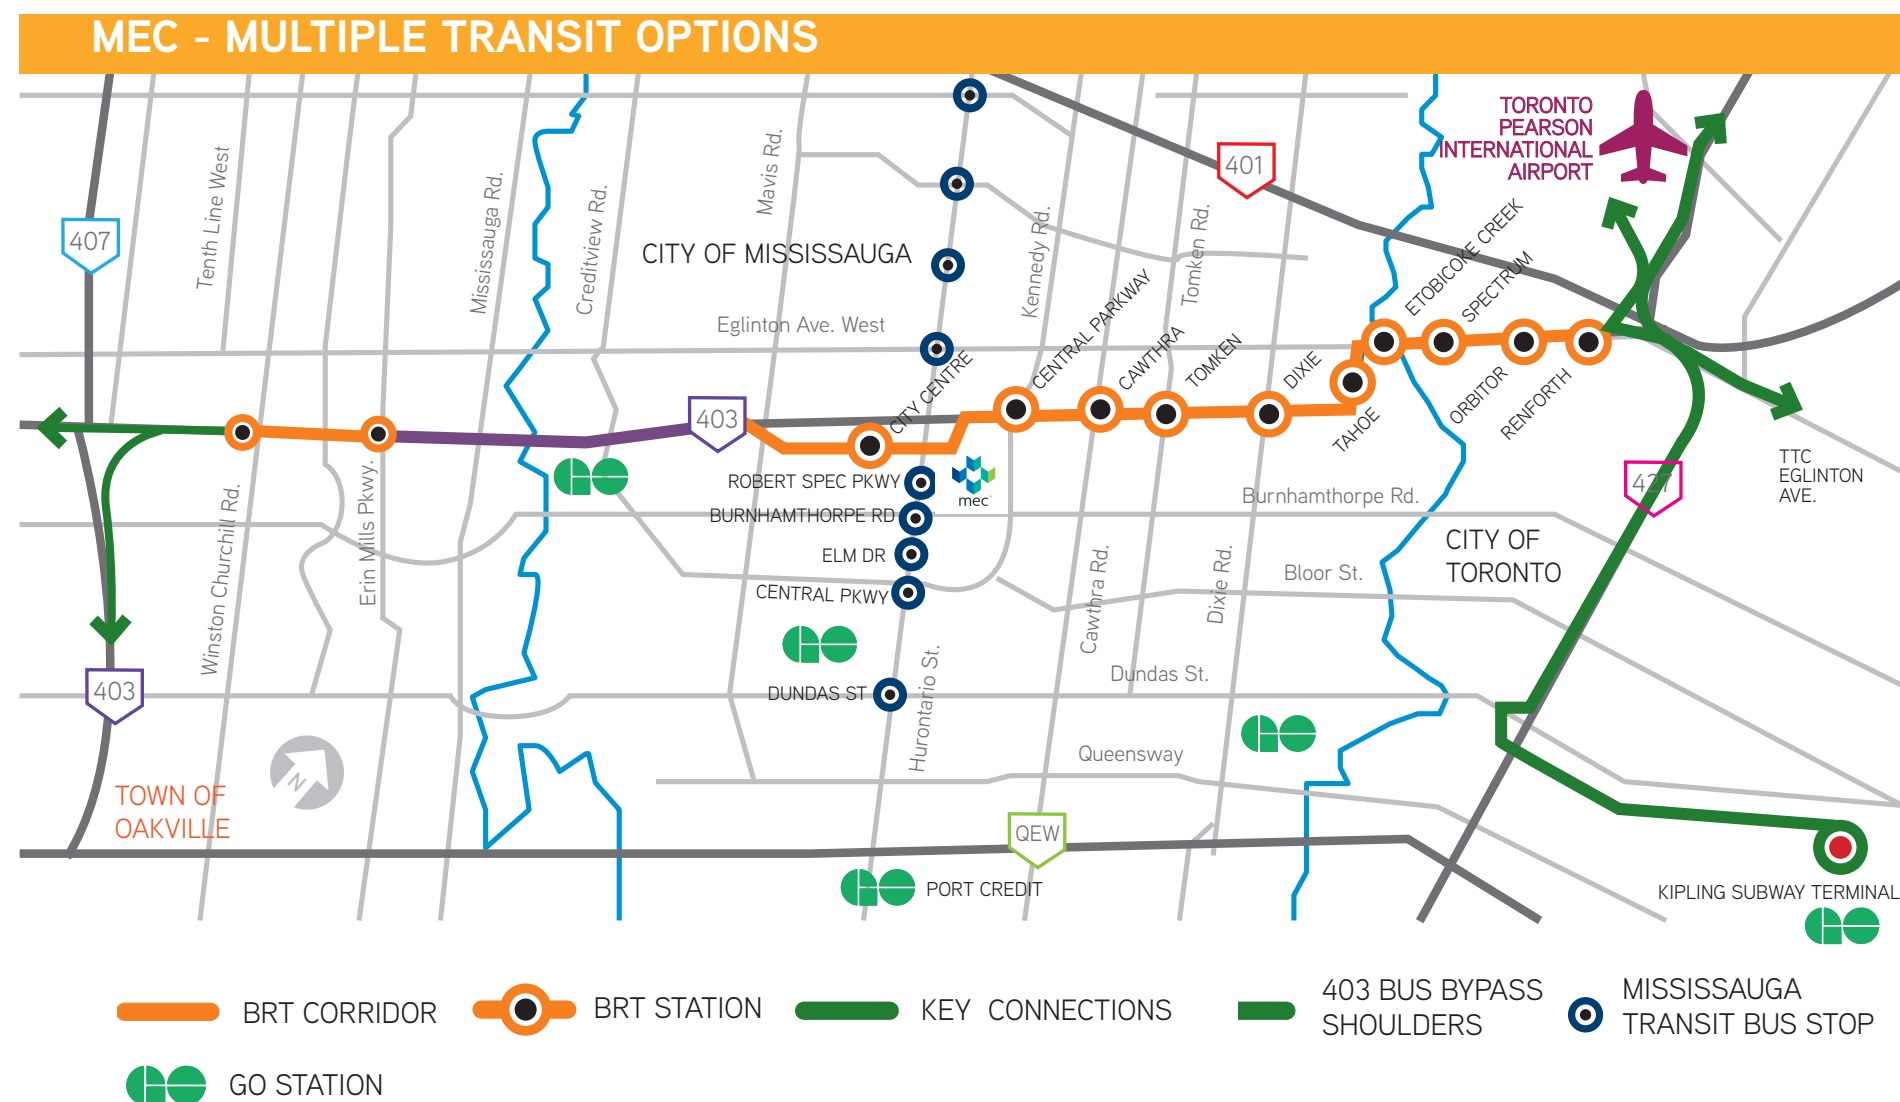 MEC - MULTIPLE TRANSIT OPTIONS
TORONTO
PEARSON
INTERNATIONAL
AIRPORT
401
407
Tenth Line West
Mississauga Rd.
Creditview Rd.
Mavis Rd.
CITY OF MISSISSAUGA
Kennedy Rd.
Tomken Rd.
Eglinton Ave. West
ETOBICOKE CREEK
SPECTRUM
CITY CENTRE
CENTRAL PARKWAY
CAWTHRA
TOMKEN
DIXIE
TAHOE
ORBITOR
RENFORTH
403
ROBERT SPEC PKWY
mec
BURNHAMTHORPE RD
Burnhamthorpe Rd.
427
TTC
EGLINTON
AVE.
ELM DR
CITY OF
TORONTO
CENTRAL PKWY
Bloor St.
Winston Churchill Rd.
Erin Mills Pkwy.
Cawthra Rd.
Dixie Rd.
403
DUNDAS ST
Dundas St.
Hurontario St.
Queensway
N
TOWN OF
OAKVILLE
QEW
PORT CREDIT
KIPLING SUBWAY TERMINAL
BRT CORRIDOR
BRT STATION
KEY CONNECTIONS
403 BUS BYPASS
SHOULDERS
MISSISSAUGA
TRANSIT BUS STOP
GO STATION